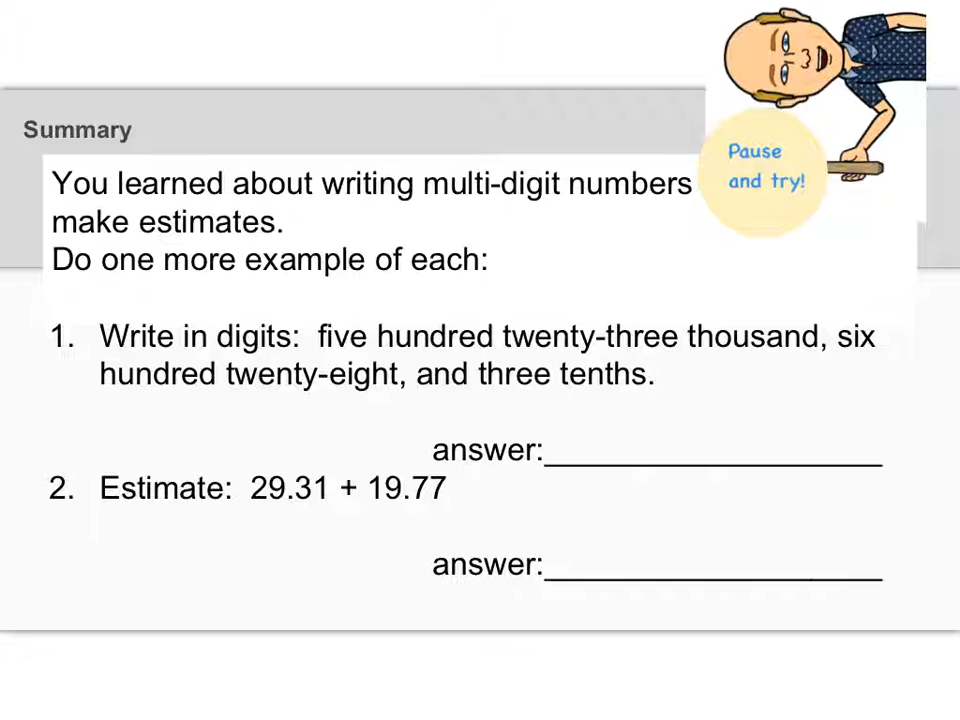 Summary
Pause
and try!
You learned about writing multi-digit numbers
make estimates.
Do one more example of each:
1. Write in digits: five hundred twenty-three thousand, six
hundred twenty-eight, and three tenths.
answer:____________________
2. Estimate: 29.31 + 19.77
answer:____________________